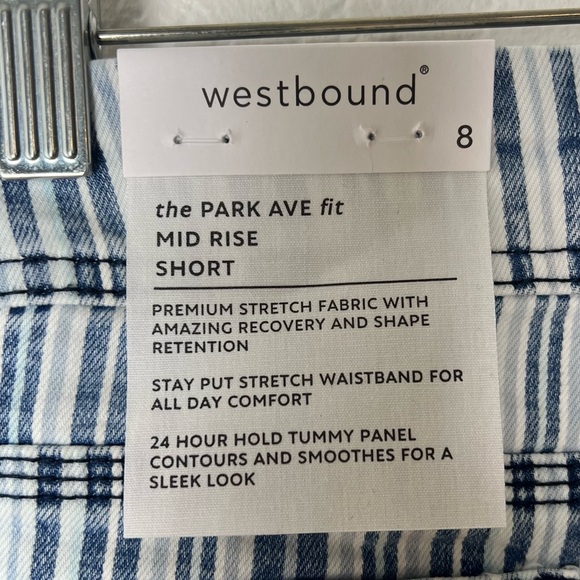 westbound®
8
the PARK AVE fit
MID RISE
SHORT
PREMIUM STRETCH FABRIC WITH
AMAZING RECOVERY AND SHAPE
RETENTION
STAY PUT STRETCH WAISTBAND FOR
ALL DAY COMFORT
24 HOUR HOLD TUMMY PANEL
CONTOURS AND SMOOTHES FOR A
SLEEK LOOK